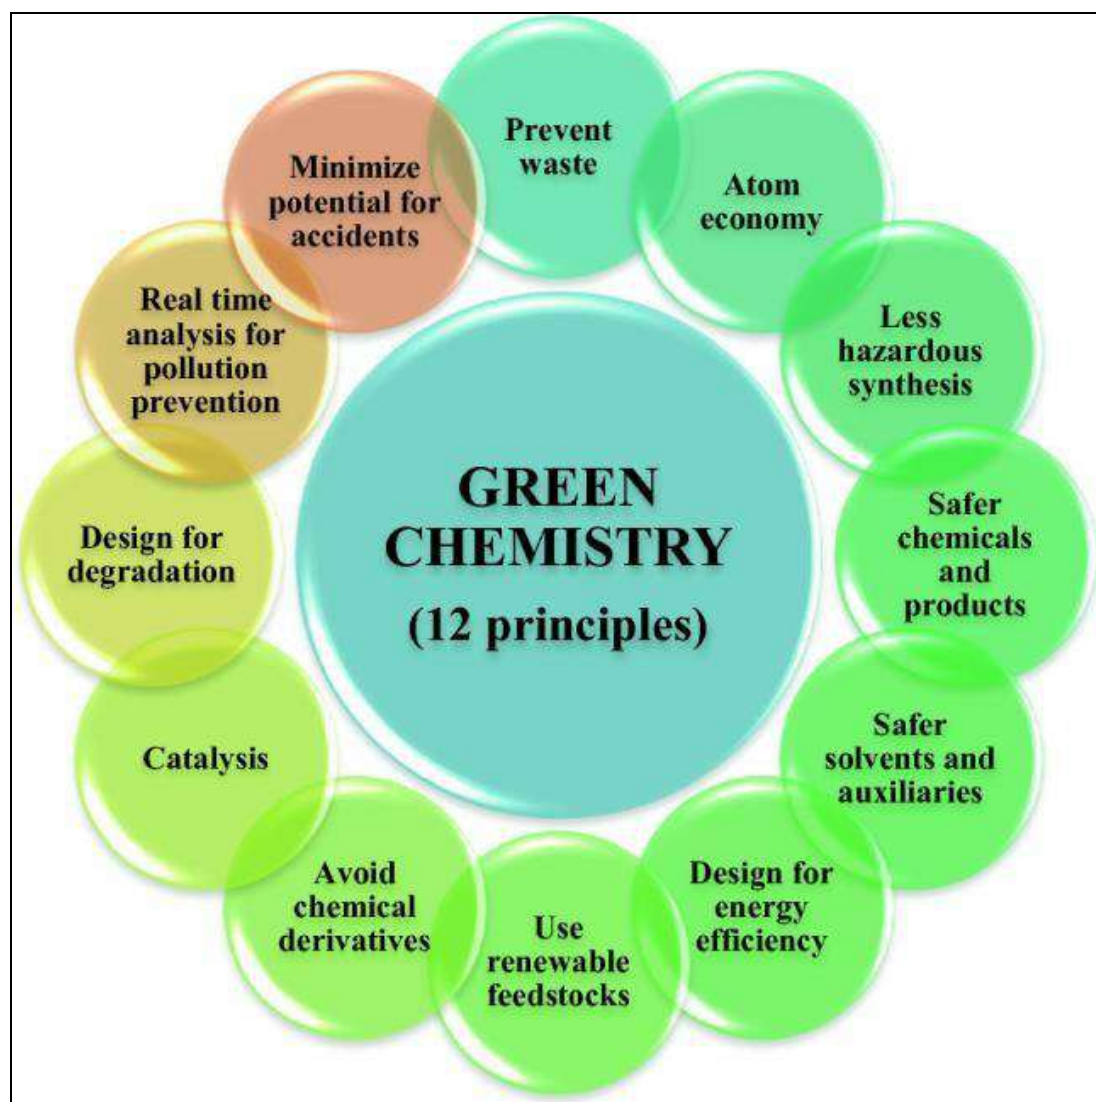 Prevent
waste
Atom
economy
Less
hazardous
synthesis
Safer
chemicals
and
products
Safer
solvents and
auxiliaries
Design for
energy
efficiency
Use
renewable
feedstocks
Avoid
chemical
derivatives
Catalysis
Design for
degradation
Real time
analysis for
pollution
prevention
Minimize
potential for
accidents
GREEN
CHEMISTRY
(12 principles)